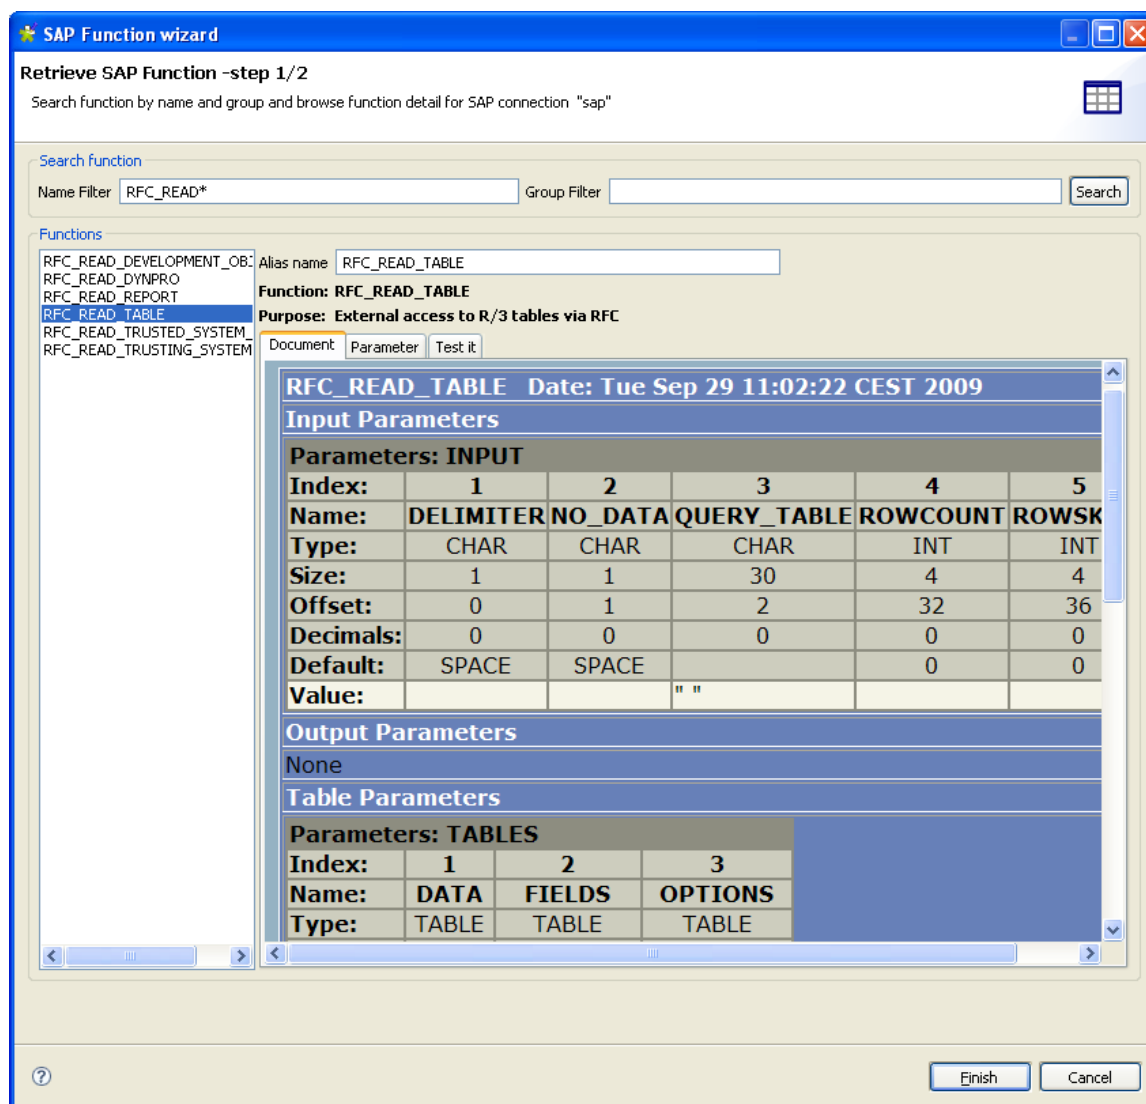 SAP Function wizard
Retrieve SAP Function -step 1/2
Search function by name and group and browse function detail for SAP connection "sap"
Search function
Name Filter RFC_READ* Group Filter Search
Functions
RFC_READ_DEVELOPMENT_OBJ
RFC_READ_DYNPRO
RFC_READ_REPORT
RFC_READ_TABLE
RFC_READ_TRUSTED_SYSTEM_
RFC_READ_TRUSTING_SYSTEM
Alias name RFC_READ_TABLE
Function: RFC_READ_TABLE
Purpose: External access to R/3 tables via RFC
Document Parameter Test it
RFC_READ_TABLE Date: Tue Sep 29 11:02:22 CEST 2009
Input Parameters
Parameters: INPUT
Index: 1 2 3 4 5
Name: DELIMITER NO_DATA QUERY_TABLE ROWCOUNT ROWSK
Type: CHAR CHAR CHAR INT INT
Size: 1 1 30 4 4
Offset: 0 1 2 32 36
Decimals: 0 0 0 0 0
Default: SPACE SPACE 0 0
Value: " "
Output Parameters
None
Table Parameters
Parameters: TABLES
Index: 1 2 3
Name: DATA FIELDS OPTIONS
Type: TABLE TABLE TABLE
Finish Cancel